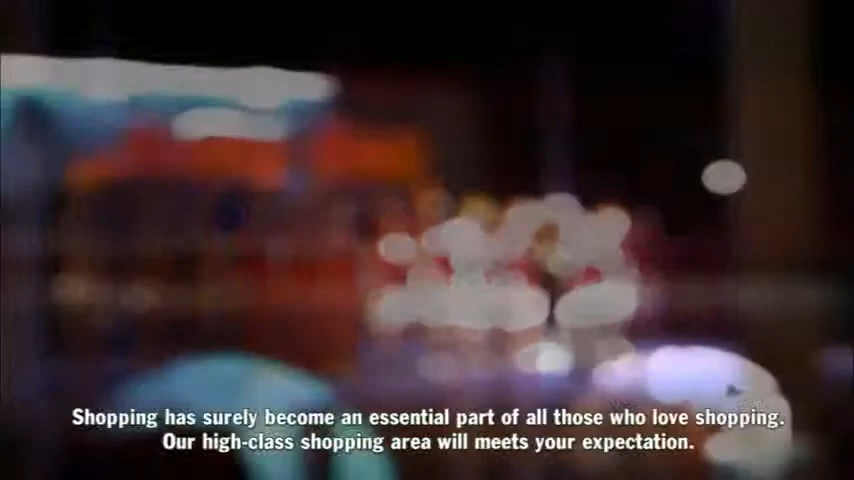 Shopping has surely become an essential part of all those who love shopping.
Our high-class shopping area will meets your expectation.